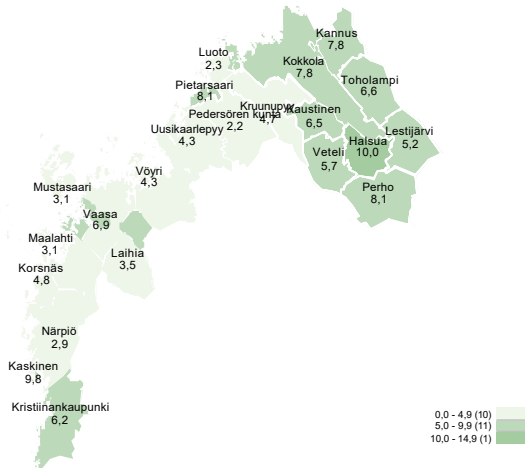 Kannus
7,8
Luoto
2,3
Kokkola
7,8
Toholampi
6,6
Pietarsaari
8,1
Kruunupyy
4,7
Kaustinen
6,5
Pedersören kunta
2,2
Uusikaarlepyy
4,3
Lestijärvi
5,2
Halsua
10,0
Veteli
5,7
Vöyri
4,3
Perho
8,1
Mustasaari
3,1
Vaasa
6,9
Maalahti
3,1
Laihia
3,5
Korsnäs
4,8
Närpiö
2,9
Kaskinen
9,8
Kristiinankaupunki
6,2
0,0 - 4,9 (10)
5,0 - 9,9 (11)
10,0 - 14,9 (1)